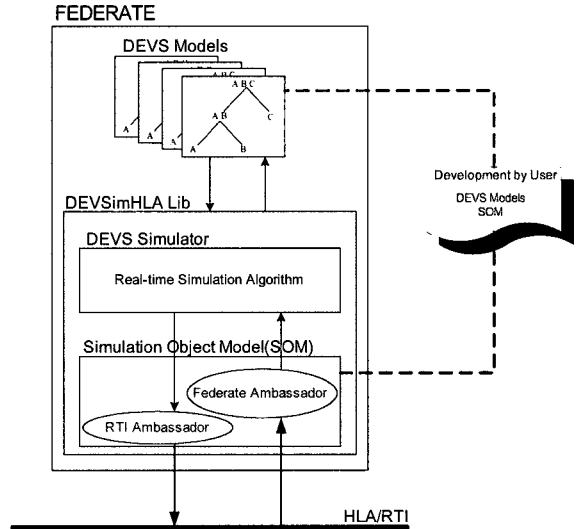 FEDERATE
DEVS Models
A B C
A B
C
A
A
A
A
B
Development by User
DEVS Models
SOM
DEVSimHLA Lib
DEVS Simulator
Real-time Simulation Algorithm
Simulation Object Model(SOM)
Federate Ambassador
RTI Ambassador
HLA/RTI